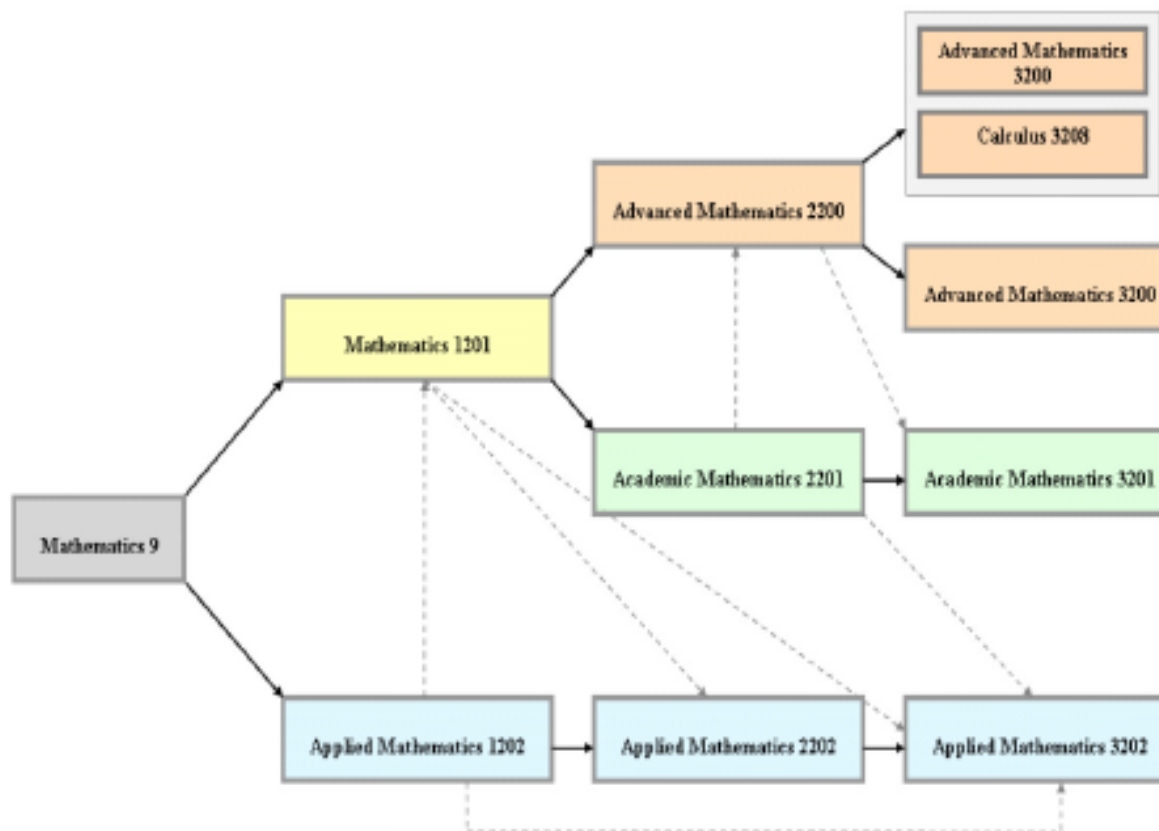 Advanced Mathematics
3200
Calculus 3208
Advanced Mathematics 2200
Advanced Mathematics 3200
Mathematics 1201
Academic Mathematics 2201
Academic Mathematics 3201
Mathematics 9
Applied Mathematics 1202
Applied Mathematics 2202
Applied Mathematics 3202